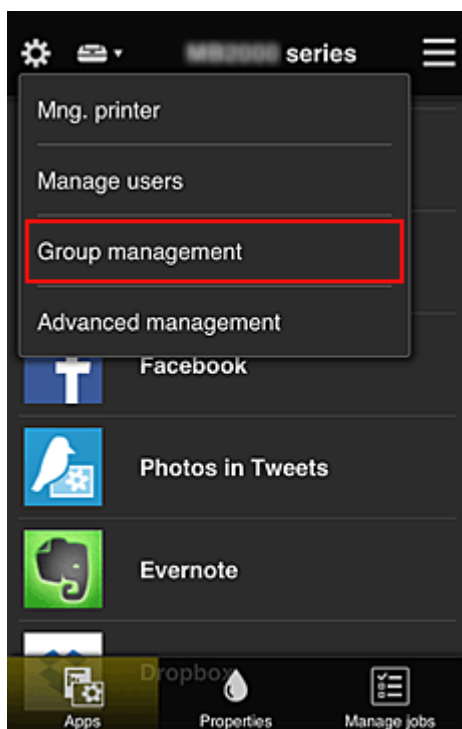 series
Mng. printer
Manage users
Group management
Advanced management
Facebook
Photos in Tweets
Evernote
Dropbox
Apps
Properties
Manage jobs